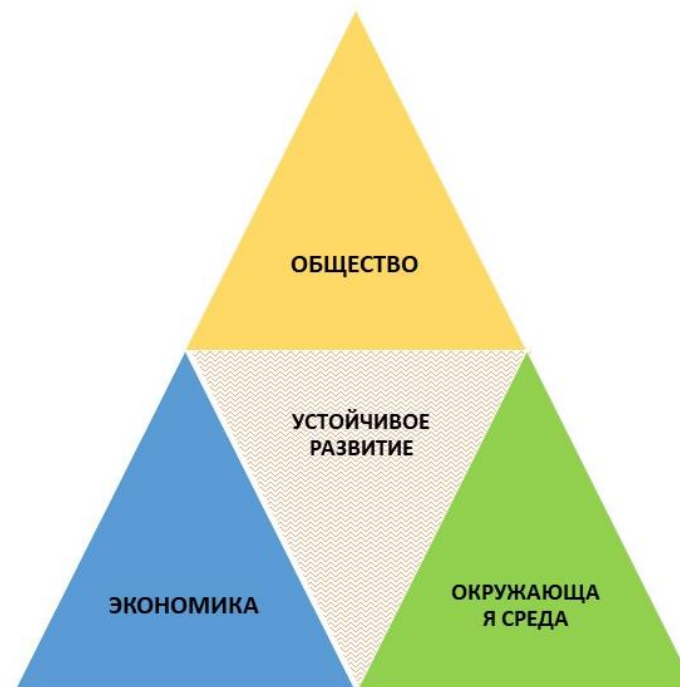 ОБЩЕСТВО
УСТОЙЧИВОЕ
РАЗВИТИЕ
ЭКОНОМИКА
ОКРУЖАЮЩА
Я СРЕДА